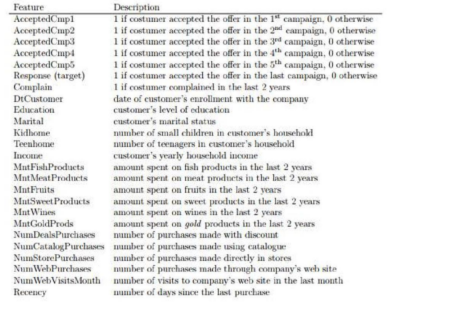 Feature Description
AcceptedCmp1 1 if costumer accepted the offer in the 1st campaign, 0 otherwise
AcceptedCmp2 1 if costumer accepted the offer in the 2nd campaign, 0 otherwise
AcceptedCmp3 1 if costumer accepted the offer in the 3rd campaign, 0 otherwise
AcceptedCmp4 1 if costumer accepted the offer in the 4th campaign, 0 otherwise
AcceptedCmp5 1 if costumer accepted the offer in the 5th campaign, 0 otherwise
Response (target) 1 if costumer accepted the offer in the last campaign, 0 otherwise
Complain 1 if costumer complained in the last 2 years
DtCustomer date of customer's enrollment with the company
Education customer's level of education
Marital customer's marital status
Kidhome number of small children in customer's household
Teenhome number of teenagers in customer's household
Income customer's yearly household income
MntFishProducts amount spent on fish products in the last 2 years
MntMeatProducts amount spent on meat products in the last 2 years
MntFruits amount spent on fruits in the last 2 years
MntSweetProducts amount spent on sweet products in the last 2 years
MntWines amount spent on wines in the last 2 years
MntGoldProds amount spent on gold products in the last 2 years
NumDealsPurchases number of purchases made with discount
NumCatalogPurchases number of purchases made using catalogue
NumStorePurchases number of purchases made directly in stores
NumWebPurchases number of purchases made through company's web site
NumWebVisitsMonth number of visits to company's web site in the last month
Recency number of days since the last purchase